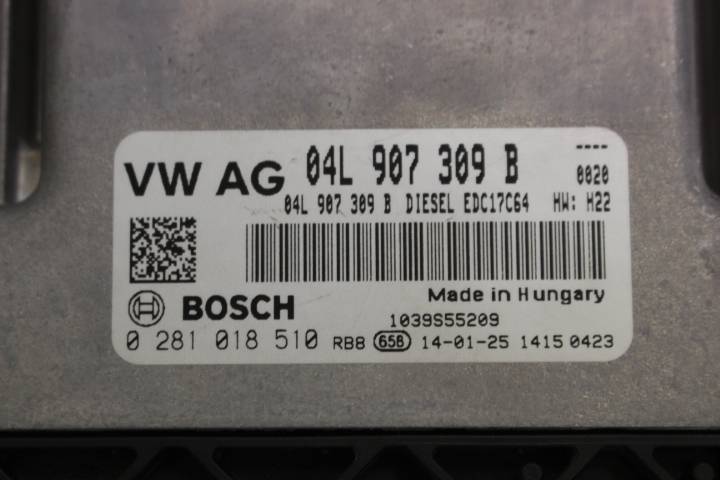 VW AG 04L 907 309 B ----
0020
04L 907 309 B DIESEL EDC17C64 HW: H22
Made in Hungary
BOSCH
1039S55209
0 281 018 510 RB8 658 14-01-25 1415 0423